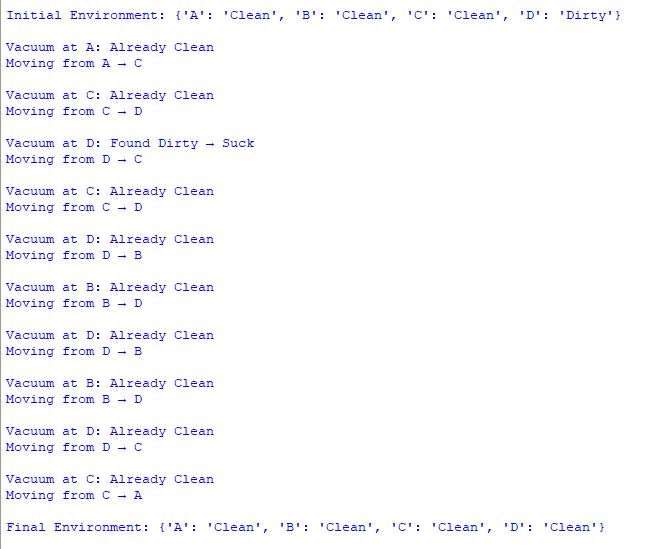 Initial Environment: {'A': 'Clean', 'B': 'Clean', 'C': 'Clean', 'D': 'Dirty'}
Vacuum at A: Already Clean
Moving from A → C
Vacuum at C: Already Clean
Moving from C → D
Vacuum at D: Found Dirty → Suck
Moving from D → C
Vacuum at C: Already Clean
Moving from C → D
Vacuum at D: Already Clean
Moving from D → B
Vacuum at B: Already Clean
Moving from B → D
Vacuum at D: Already Clean
Moving from D → B
Vacuum at B: Already Clean
Moving from B → D
Vacuum at D: Already Clean
Moving from D → C
Vacuum at C: Already Clean
Moving from C → A
Final Environment: {'A': 'Clean', 'B': 'Clean', 'C': 'Clean', 'D': 'Clean'}